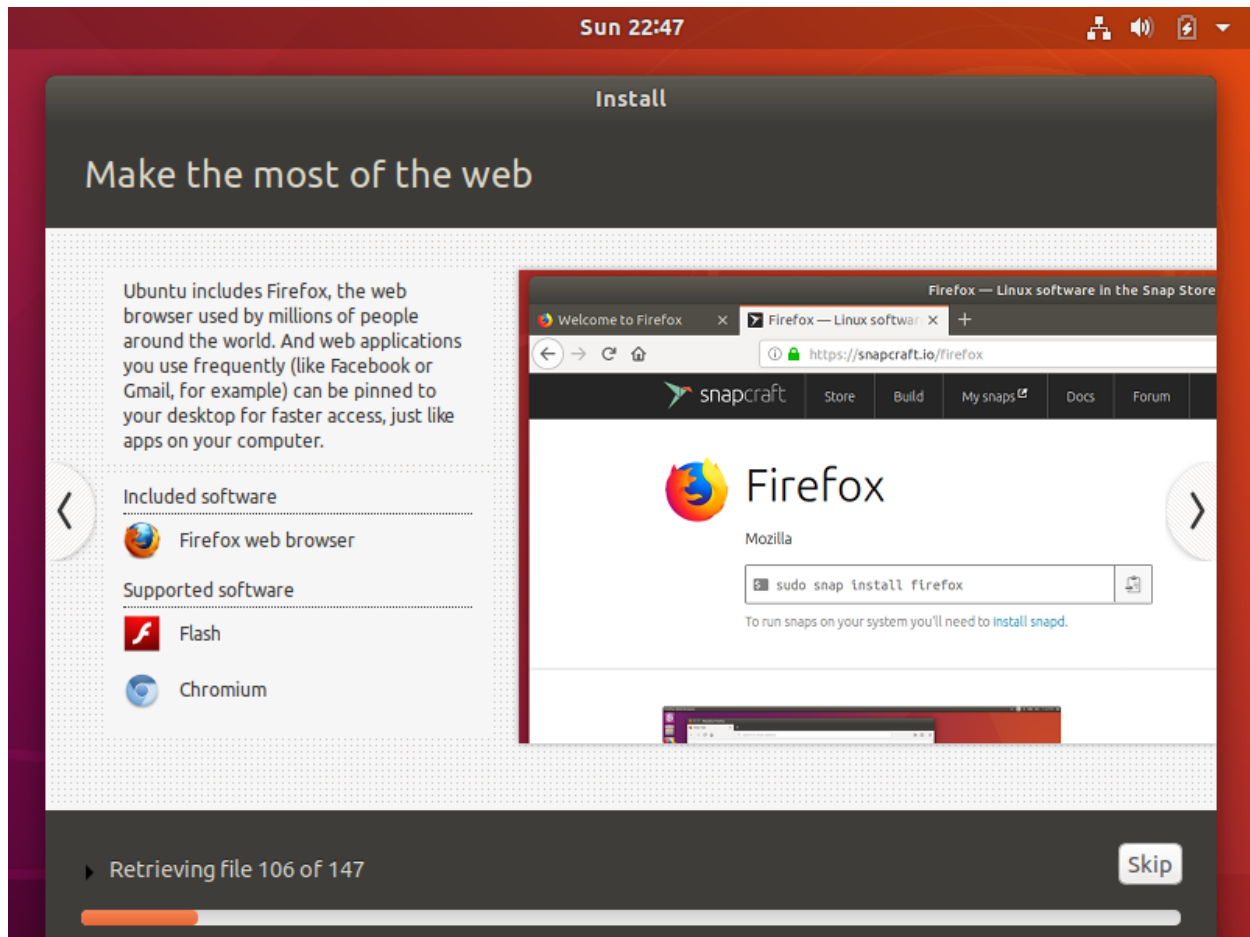 Sun 22:47
Install
Make the most of the web
Ubuntu includes Firefox, the web
browser used by millions of people
around the world. And web applications
you use frequently (like Facebook or
Gmail, for example) can be pinned to
your desktop for faster access, just like
apps on your computer.
Included software
Firefox web browser
Supported software
Flash
Chromium
Firefox — Linux software in the Snap Store
Welcome to Firefox
Firefox — Linux softwar
https://snapcraft.io/firefox
snapcraft Store Build My snaps Docs Forum
Firefox
Mozilla
sudo snap install firefox
To run snaps on your system you'll need to install snapd.
Retrieving file 106 of 147
Skip